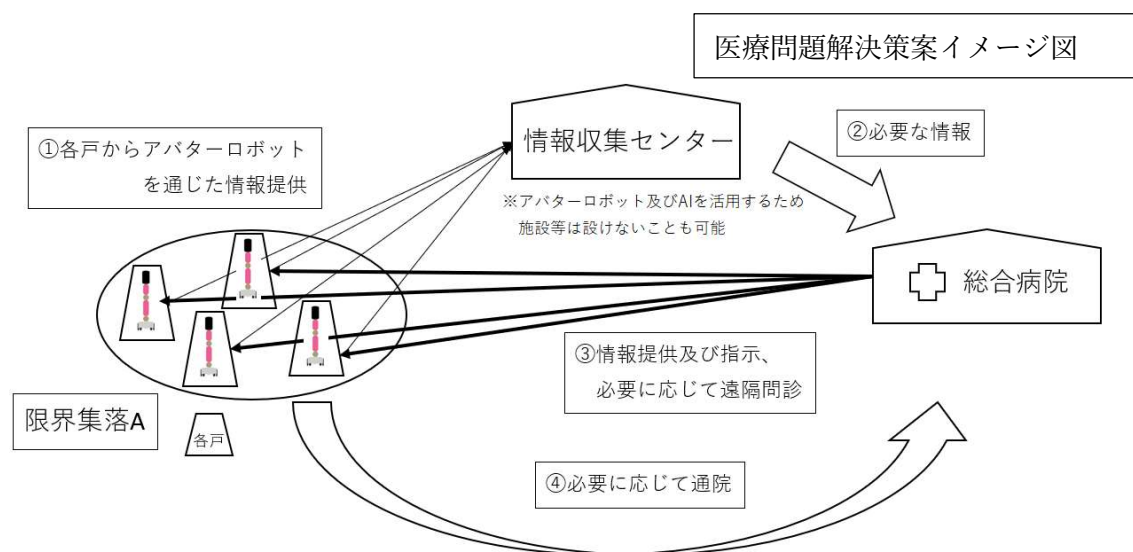 医療問題解決策案イメージ図
情報収集センター
②必要な情報
①各戸からアバターロボット
を通じた情報提供
※アバターロボット及びAIを活用するため
施設等は設けないことも可能
総合病院
③情報提供及び指示、
必要に応じて遠隔問診
限界集落A
各戸
④必要に応じて通院